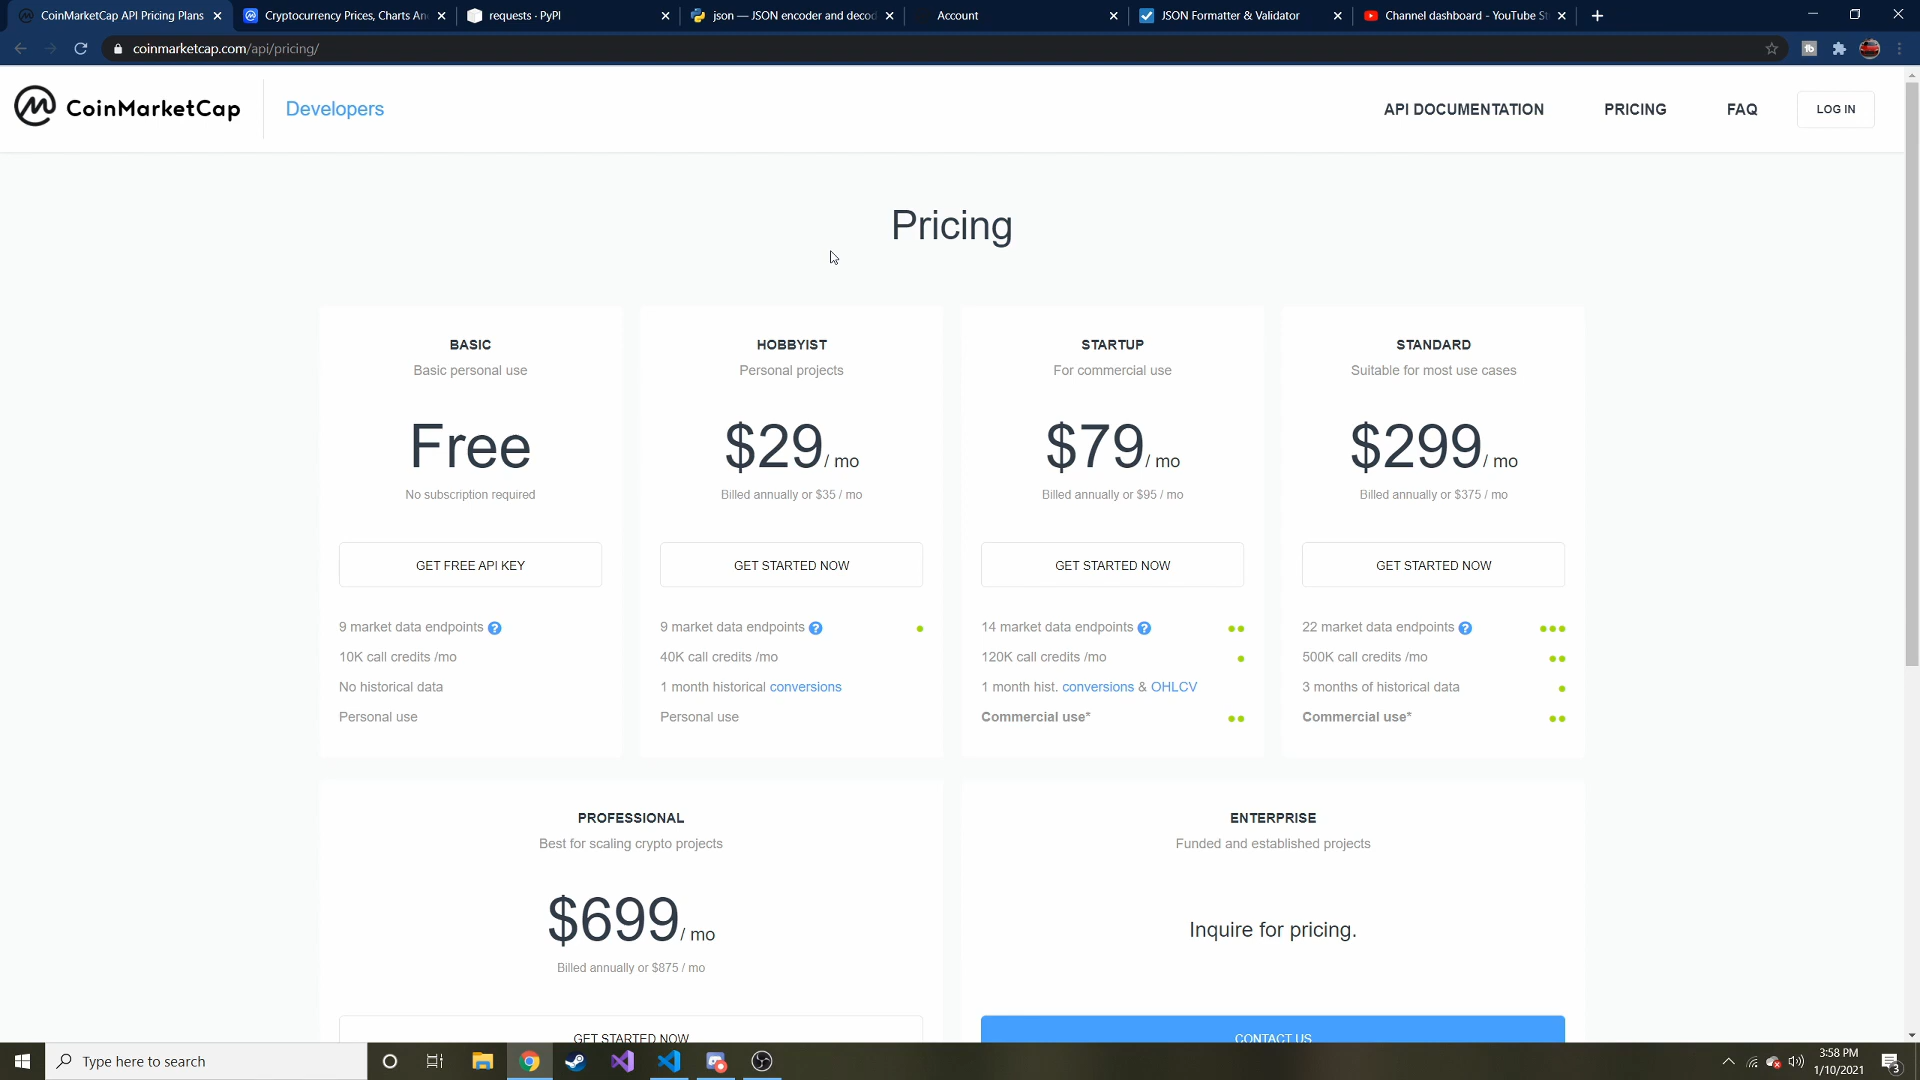 CoinMarketCap API Pricing Plans
Cryptocurrency Prices, Charts An
requests · PyPI
json — JSON encoder and decod
Account
JSON Formatter & Validator
Channel dashboard - YouTube St
coinmarketcap.com/api/pricing/
CoinMarketCap
Developers
API DOCUMENTATION
PRICING
FAQ
LOG IN
Pricing
BASIC
Basic personal use
Free
No subscription required
GET FREE API KEY
9 market data endpoints ?
10K call credits /mo
No historical data
Personal use
HOBBYIST
Personal projects
$29 / mo
Billed annually or $35 / mo
GET STARTED NOW
9 market data endpoints ?
40K call credits /mo
1 month historical conversions
Personal use
STARTUP
For commercial use
$79 / mo
Billed annually or $95 / mo
GET STARTED NOW
14 market data endpoints ?
120K call credits /mo
1 month hist. conversions & OHLCV
Commercial use*
STANDARD
Suitable for most use cases
$299 / mo
Billed annually or $375 / mo
GET STARTED NOW
22 market data endpoints ?
500K call credits /mo
3 months of historical data
Commercial use*
PROFESSIONAL
Best for scaling crypto projects
$699 / mo
Billed annually or $875 / mo
GET STARTED NOW
ENTERPRISE
Funded and established projects
Inquire for pricing.
CONTACT US
Type here to search
3:58 PM
1/10/2021
3